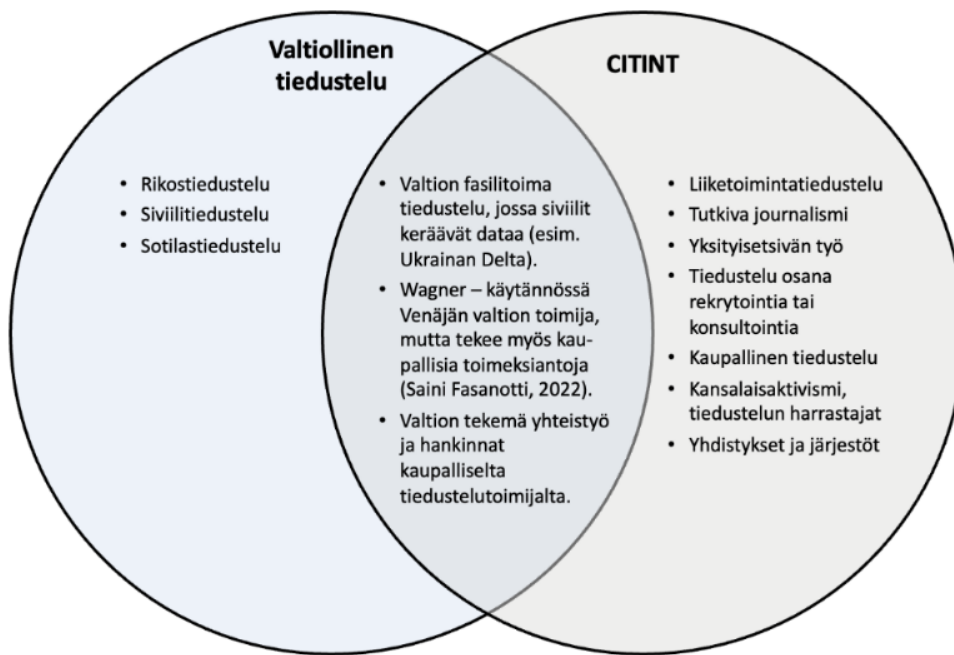 Valtiollinen
tiedustelu
• Rikostiedustelu
• Siviilitiedustelu
• Sotilastiedustelu
• Valtion fasilitoima
tiedustelu, jossa siviilit
keräävät dataa (esim.
Ukrainan Delta).
• Wagner – käytännössä
Venäjän valtion toimija,
mutta tekee myös kau-
pallisia toimeksiantoja
(Saini Fasanotti, 2022).
• Valtion tekemä yhteistyö
ja hankinnat
kaupalliselta
tiedustelutoimijalta.
CITINT
• Liiketoimintatiedustelu
• Tutkiva journalismi
• Yksityisetsivän työ
• Tiedustelu osana
rekrytointia tai
konsultointia
• Kaupallinen tiedustelu
• Kansalaisaktivismi,
tiedustelun harrastajat
• Yhdistykset ja järjestöt